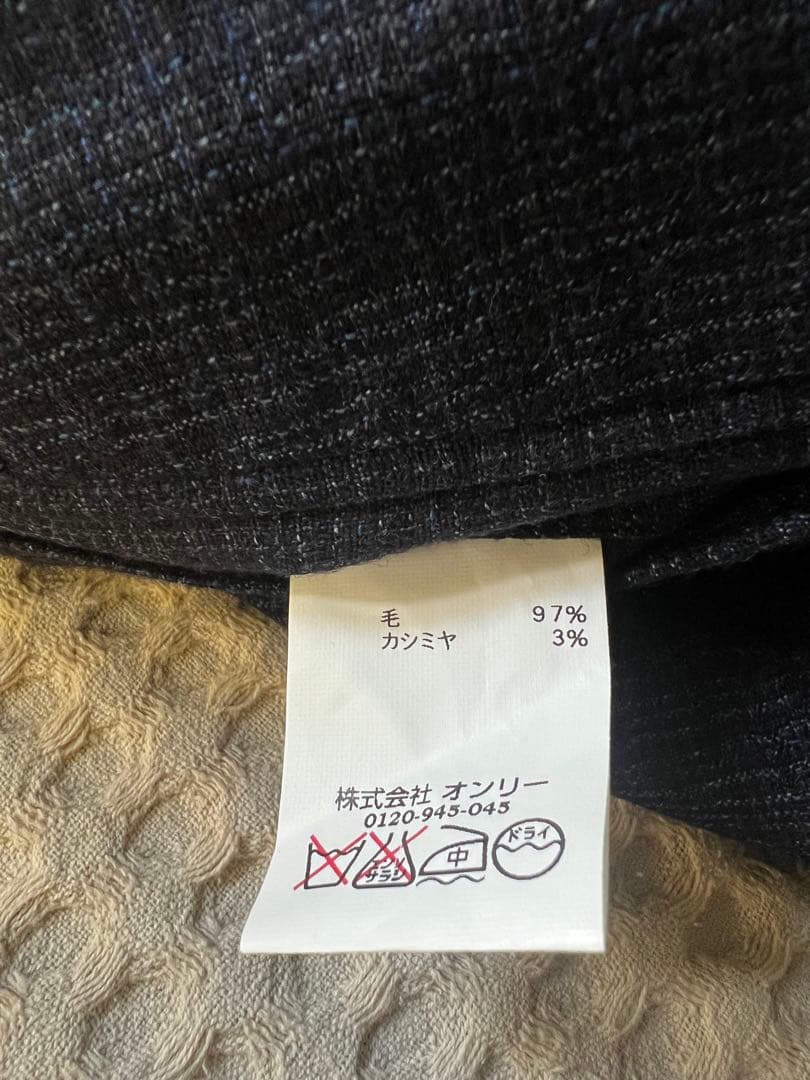 毛 97%
カシミヤ 3%
株式会社 オンリー
0120-945-045
エンソ
サラシ
中
ドライ